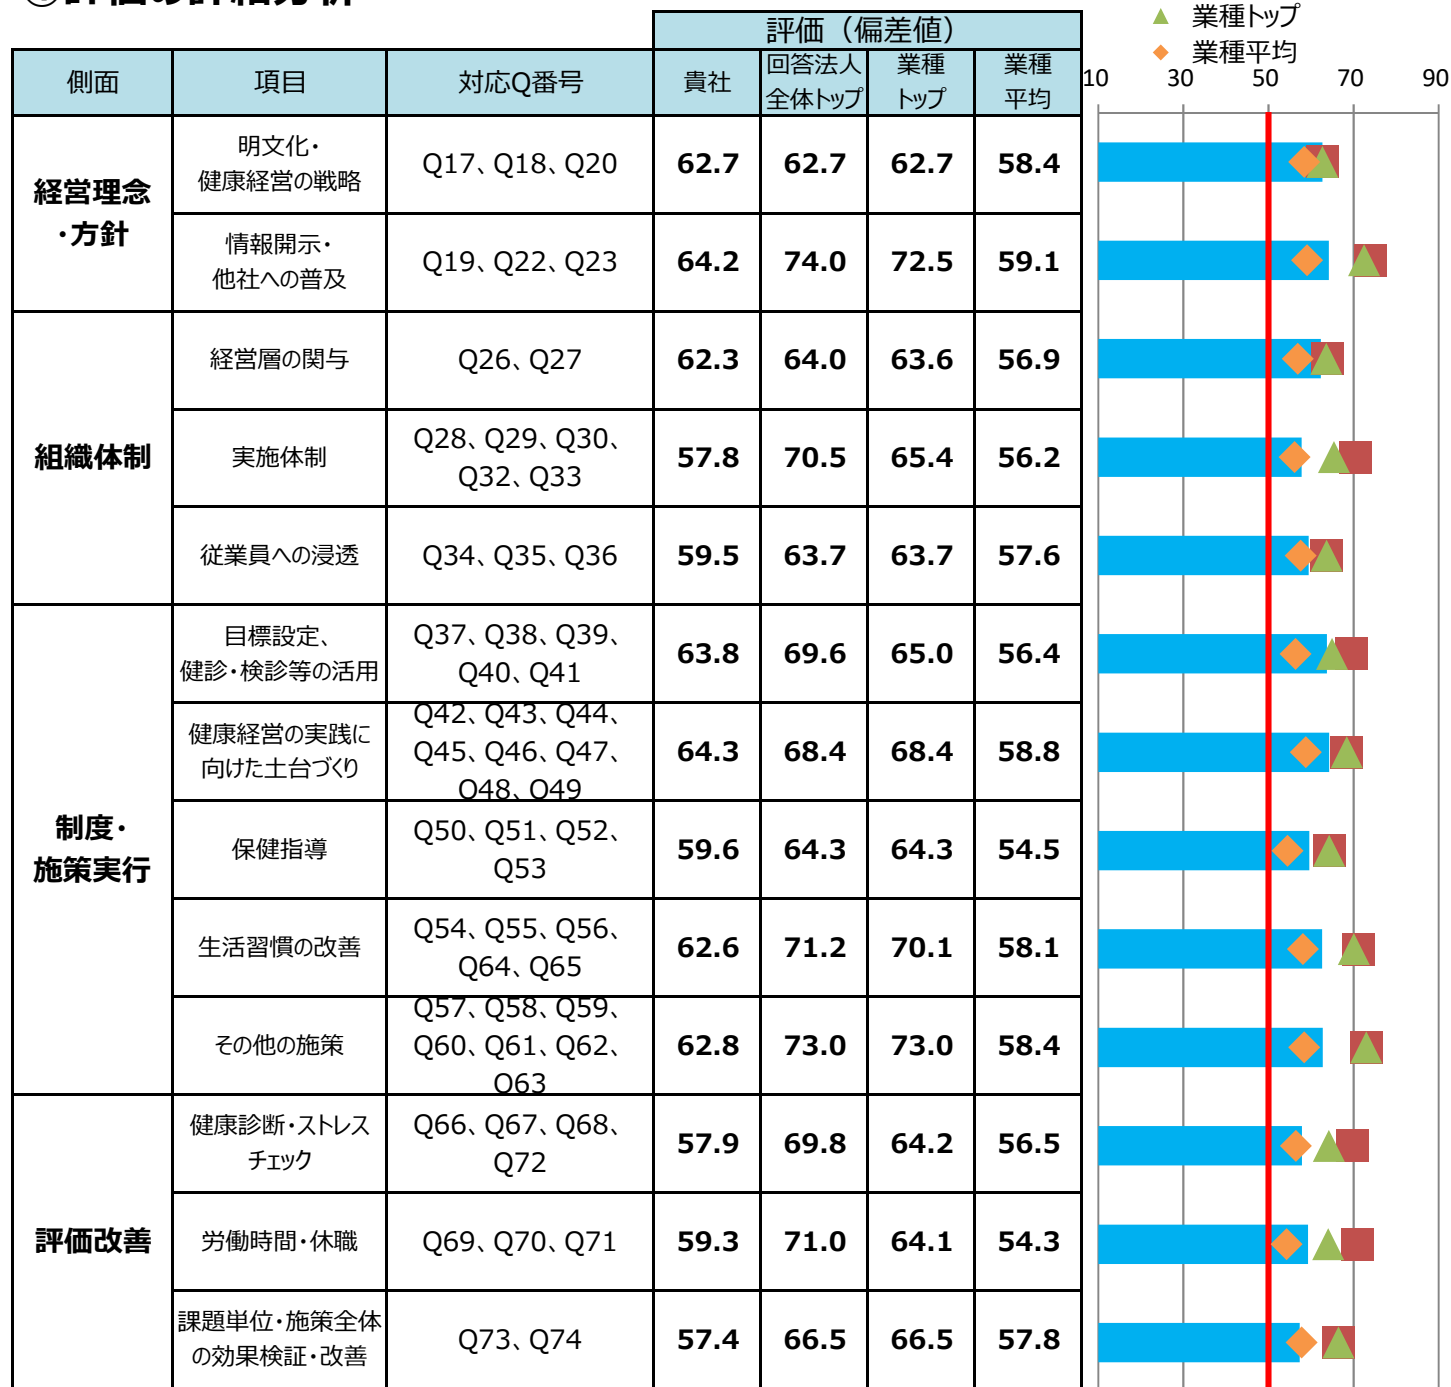 評価の詳細分析
業種トップ
業種平均
評価（偏差値）
側面 項目 対応Q番号 貴社 回答法人全体トップ 業種トップ 業種平均
10 30 50 70 90
経営理念・方針
明文化・健康経営の戦略 Q17、Q18、Q20 62.7 62.7 62.7 58.4
情報開示・他社への普及 Q19、Q22、Q23 64.2 74.0 72.5 59.1
組織体制
経営層の関与 Q26、Q27 62.3 64.0 63.6 56.9
実施体制 Q28、Q29、Q30、Q32、Q33 57.8 70.5 65.4 56.2
従業員への浸透 Q34、Q35、Q36 59.5 63.7 63.7 57.6
制度・施策実行
目標設定、健診・検診等の活用 Q37、Q38、Q39、Q40、Q41 63.8 69.6 65.0 56.4
健康経営の実践に向けた土台づくり Q42、Q43、Q44、Q45、Q46、Q47、Q48、Q49 64.3 68.4 68.4 58.8
保健指導 Q50、Q51、Q52、Q53 59.6 64.3 64.3 54.5
生活習慣の改善 Q54、Q55、Q56、Q64、Q65 62.6 71.2 70.1 58.1
その他の施策 Q57、Q58、Q59、Q60、Q61、Q62、Q63 62.8 73.0 73.0 58.4
評価改善
健康診断・ストレスチェック Q66、Q67、Q68、Q72 57.9 69.8 64.2 56.5
労働時間・休職 Q69、Q70、Q71 59.3 71.0 64.1 54.3
課題単位・施策全体の効果検証・改善 Q73、Q74 57.4 66.5 66.5 57.8